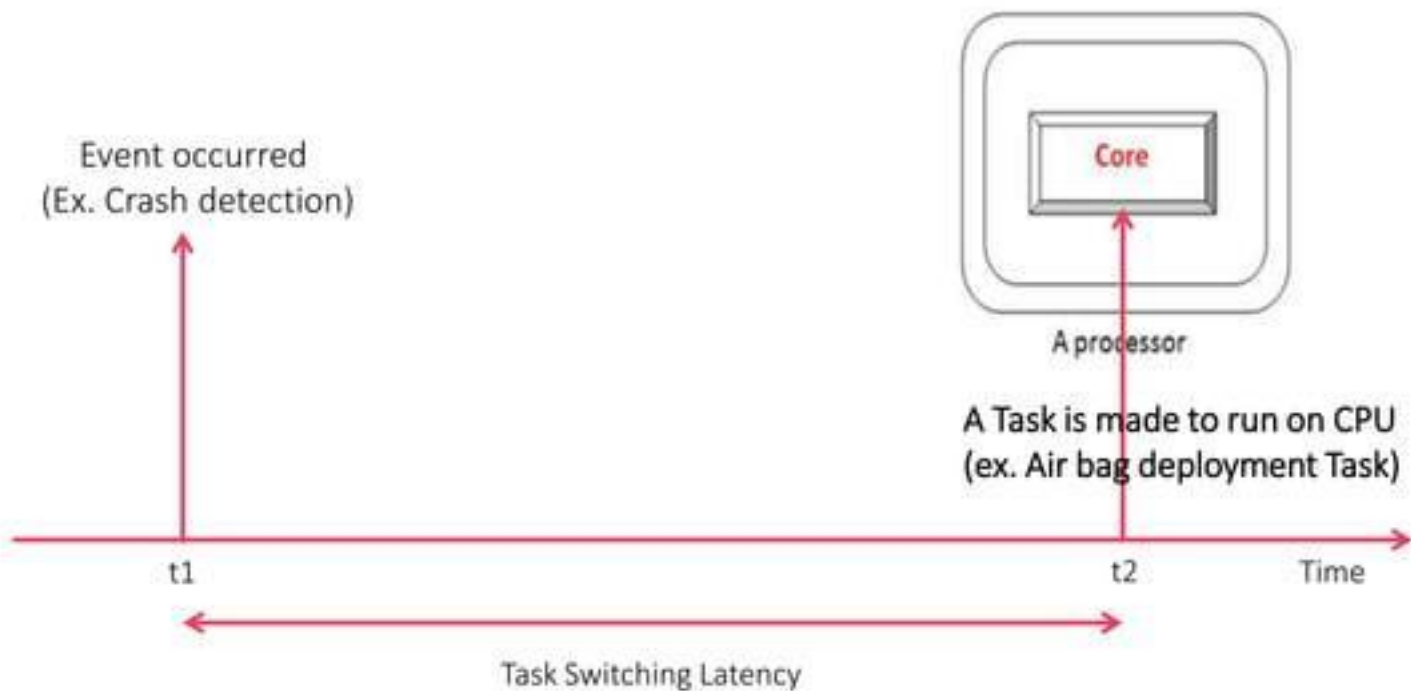 Event occurred
(Ex. Crash detection)
Core
A processor
A Task is made to run on CPU
(ex. Air bag deployment Task)
t1
t2
Time
Task Switching Latency